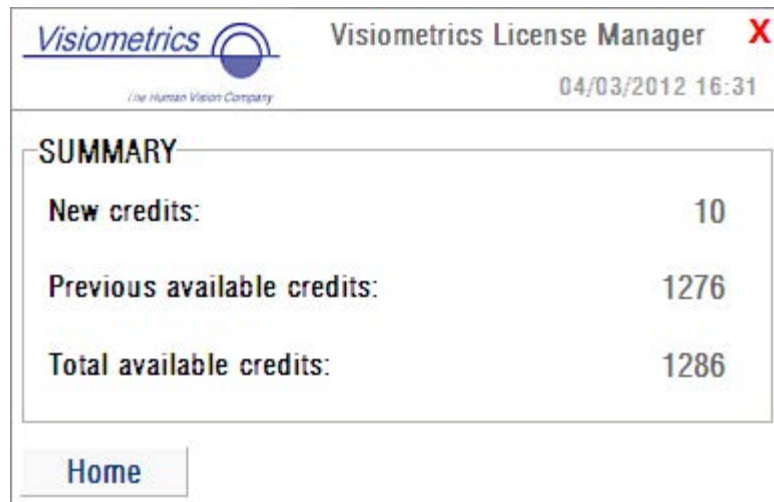 Visiometrics
The Human Vision Company
Visiometrics License Manager
X
04/03/2012 16:31
SUMMARY
New credits: 10
Previous available credits: 1276
Total available credits: 1286
Home